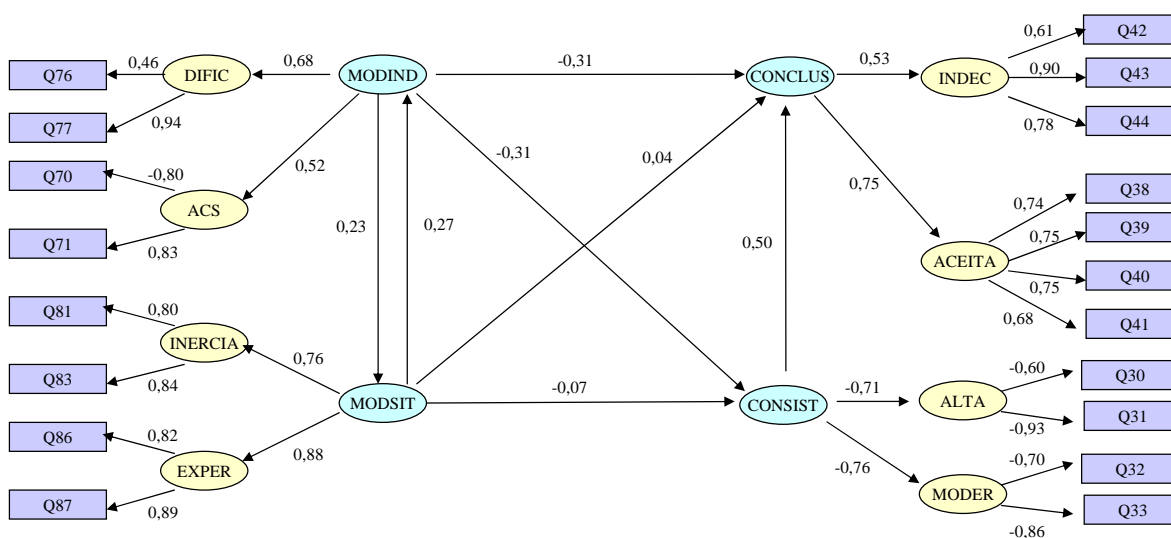 0,61
Q42
0,46
DIFIC
0,68
MODIND
-0,31
CONCLUS
0,53
INDEC
0,90
Q43
Q76
Q77
0,94
0,78
Q44
-0,80
Q70
0,52
-0,31
0,04
0,75
0,74
Q38
ACS
0,75
Q39
Q71
0,83
0,23
0,27
0,50
ACEITA
0,75
Q40
0,68
Q41
Q81
0,80
INERCIA
0,76
Q83
0,84
MODSIT
-0,07
CONSIST
-0,71
ALTA
-0,60
Q30
-0,93
Q31
Q86
0,82
EXPER
0,88
-0,76
-0,70
Q32
MODER
Q87
0,89
-0,86
Q33